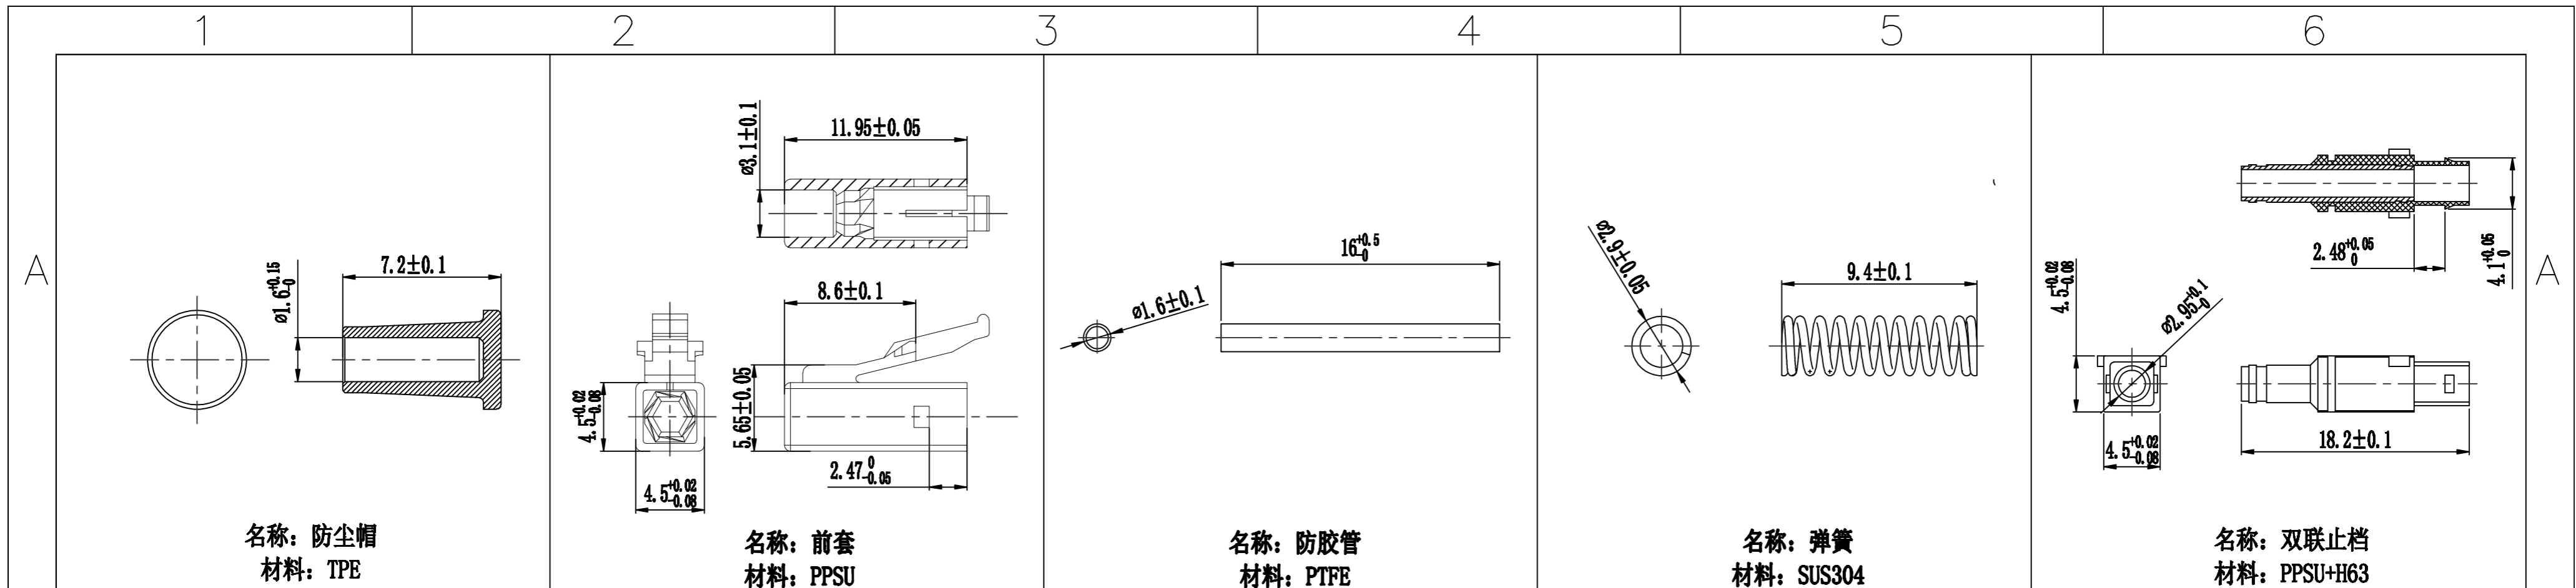 1 2 3 4 5 6
A
A
7.2±0.1
ø1.6+0.15 -0
名称：防尘帽
材料：TPE
11.95±0.05
ø3.1±0.1
8.6±0.1
5.65±0.05
4.5+0.02 -0.08
4.5+0.02 -0.08
2.47 0 -0.05
名称：前套
材料：PPSU
16+0.5 -0
ø1.6±0.1
名称：防胶管
材料：PTFE
ø2.9±0.05
9.4±0.1
名称：弹簧
材料：SUS304
2.48+0.05 0
4.1+0.05 0
4.5+0.02 -0.08
ø2.95+0.1 -0
4.5+0.02 -0.08
18.2±0.1
名称：双联止档
材料：PPSU+H63